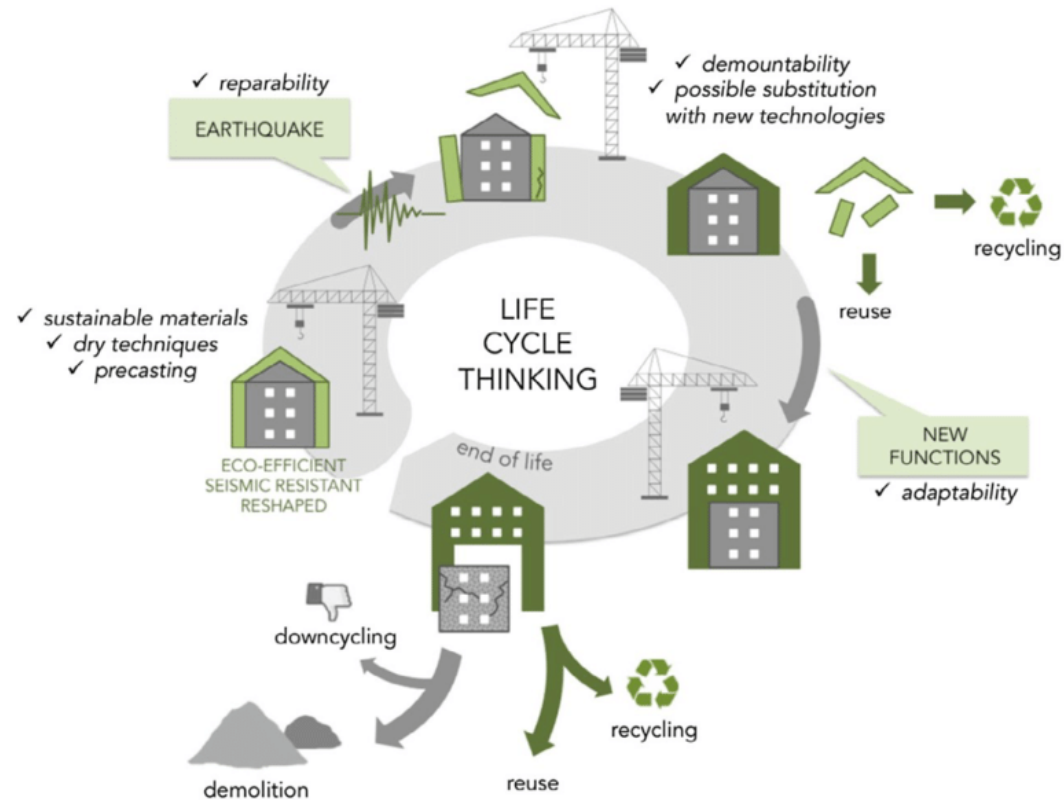 ✓ reparability
EARTHQUAKE
✓ demountability
✓ possible substitution
with new technologies
recycling
reuse
✓ sustainable materials
✓ dry techniques
✓ precasting
LIFE
CYCLE
THINKING
ECO-EFFICIENT
SEISMIC RESISTANT
RESHAPED
NEW
FUNCTIONS
✓ adaptability
end of life
downcycling
demolition
reuse
recycling